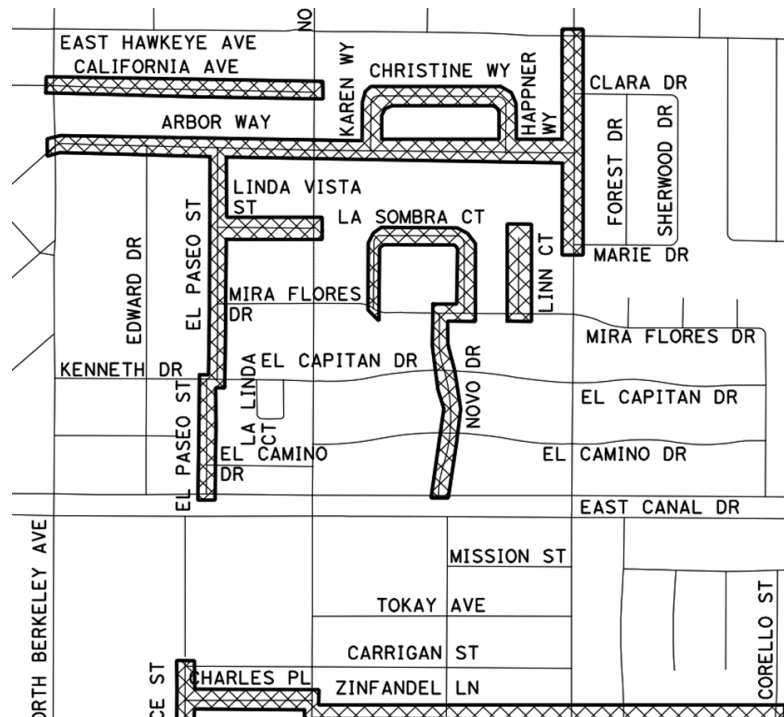 NO
EAST HAWKEYE AVE
CALIFORNIA AVE
KAREN WY
CHRISTINE WY
HAPPNER
WY
CLARA DR
ARBOR WAY
FOREST DR
SHERWOOD DR
LINDA VISTA
ST
EL PASEO ST
LA SOMBRA CT
LINN CT
MARIE DR
EDWARD DR
MIRA FLORES
DR
MIRA FLORES DR
KENNETH DR
EL CAPITAN DR
NOVO DR
EL PASEO ST
LA LINDA
CT
EL CAPITAN DR
EL CAMINO
DR
EL CAMINO DR
EAST CANAL DR
ORTH BERKELEY AVE
MISSION ST
TOKAY AVE
CORELLO ST
CARRIGAN ST
CE ST
CHARLES PL
ZINFANDEL LN